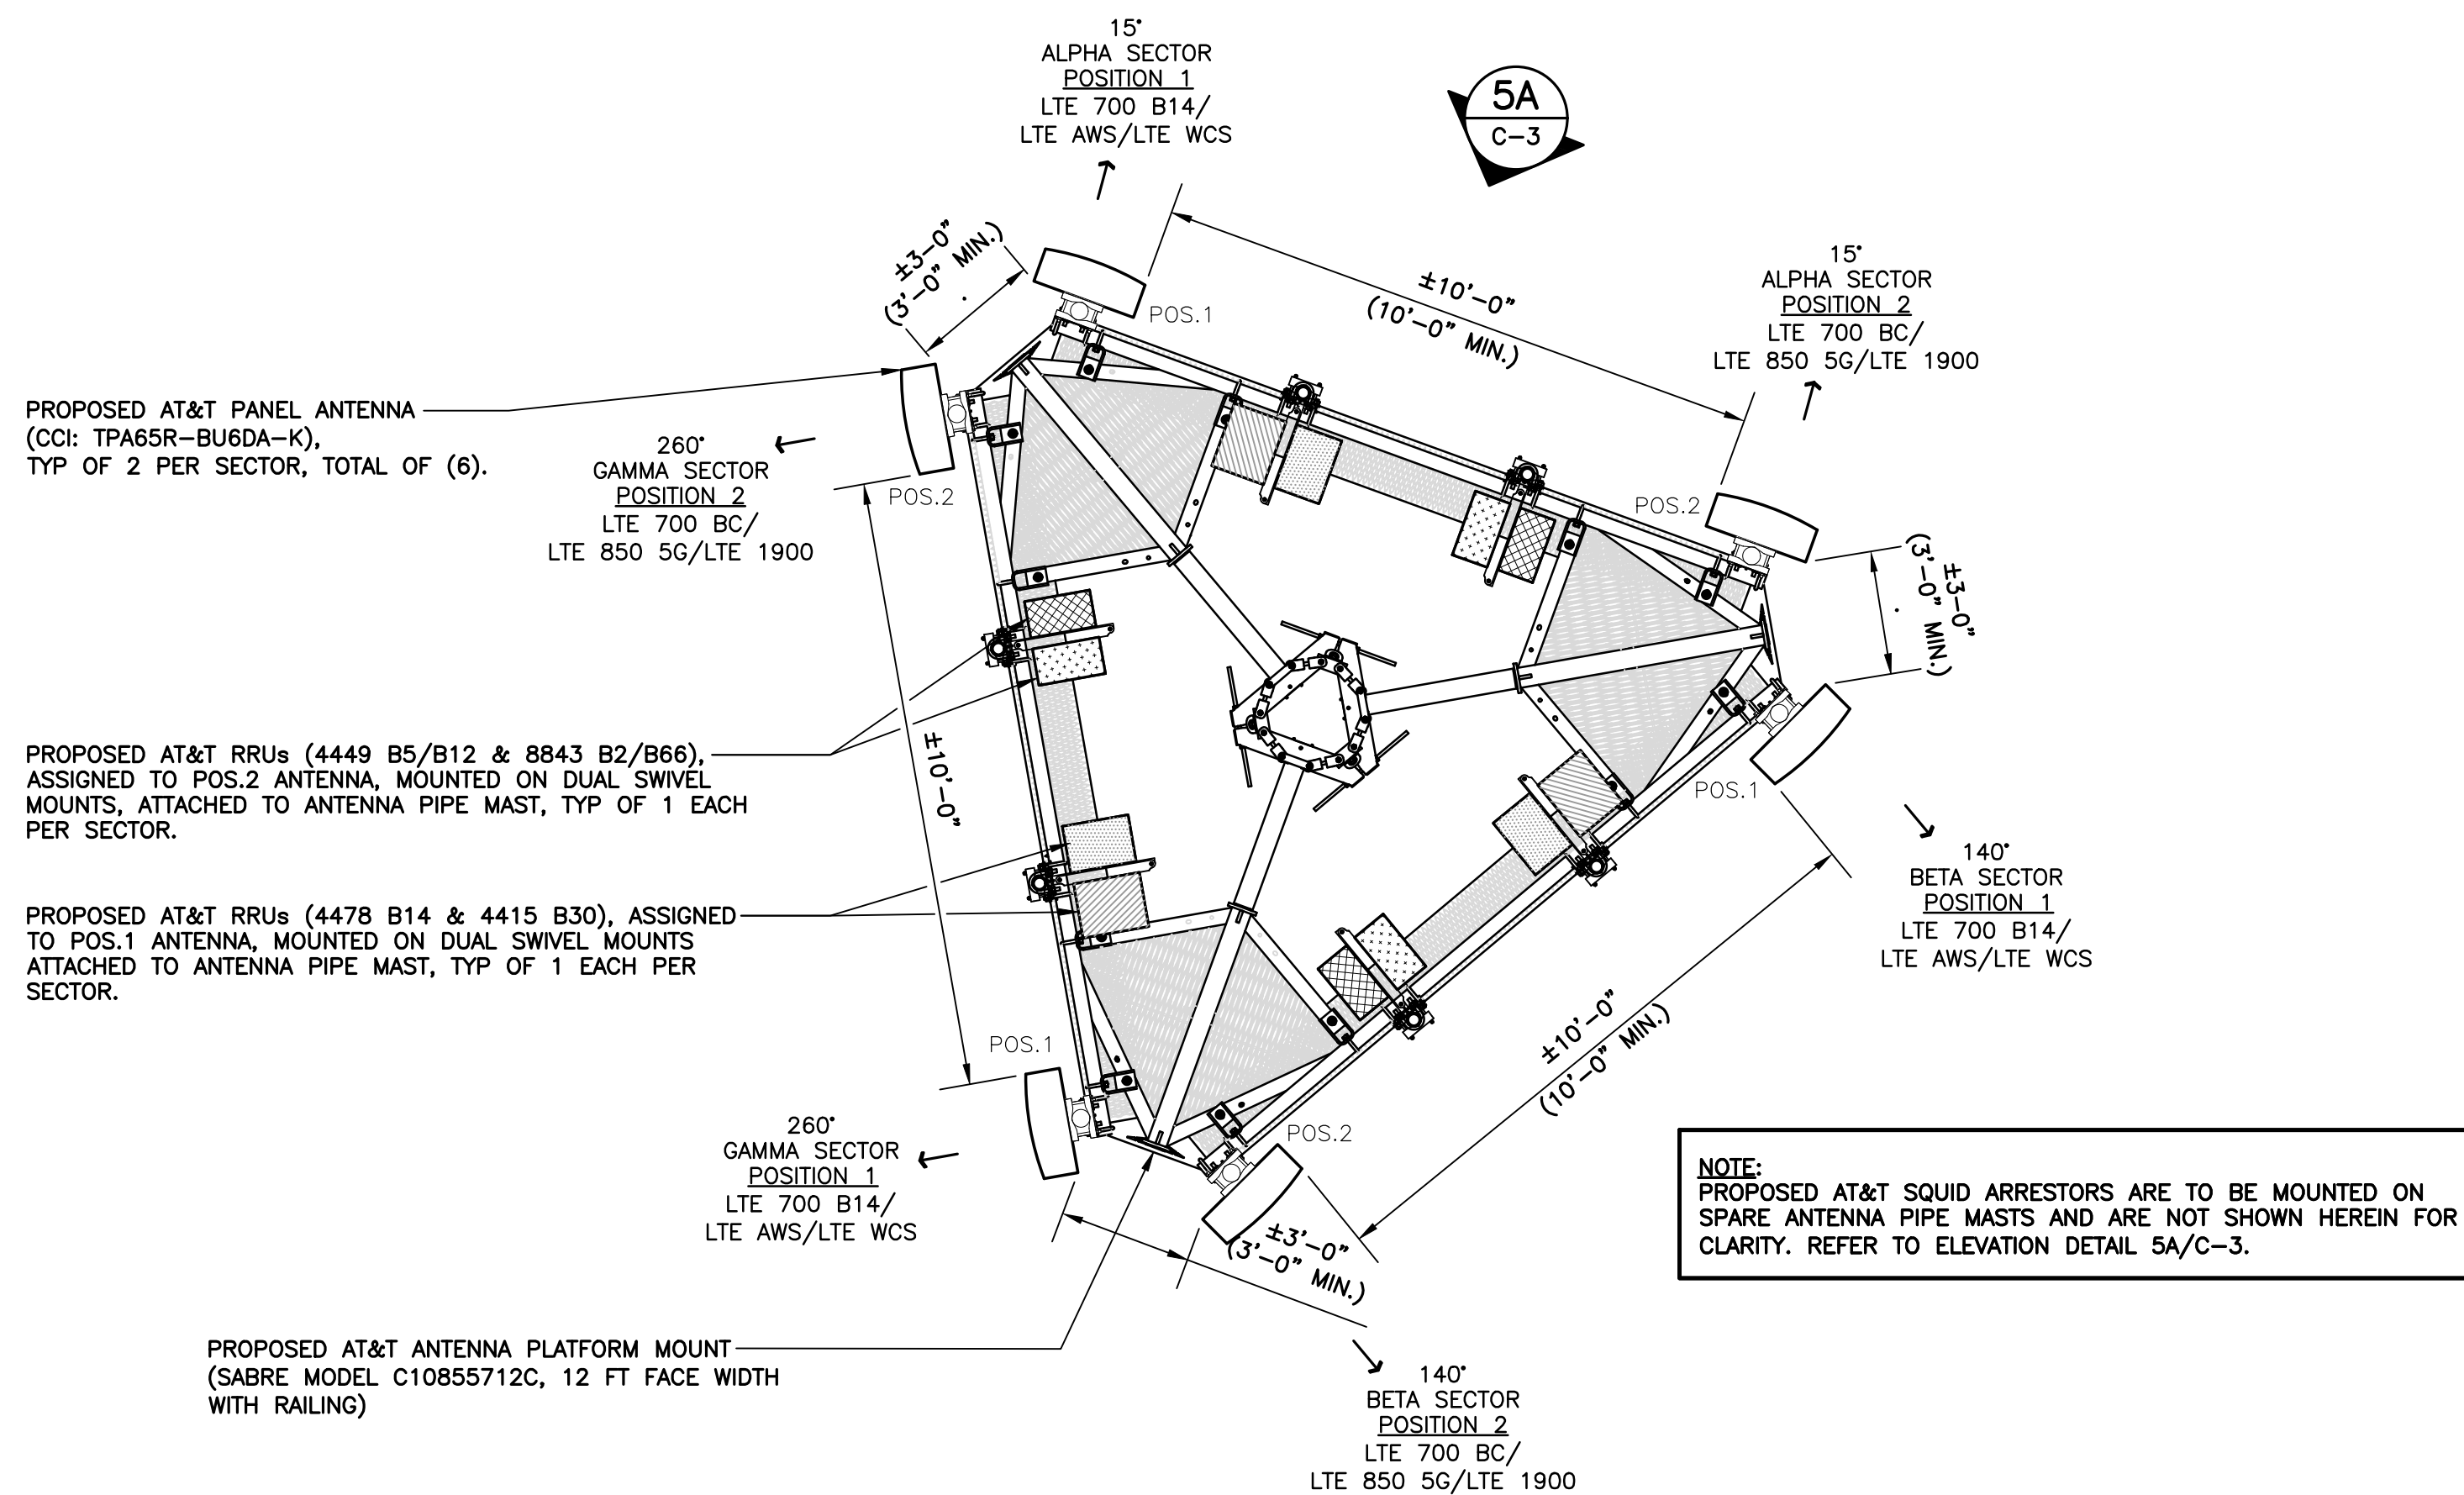 15°
ALPHA SECTOR
POSITION 1
LTE 700 B14/
LTE AWS/LTE WCS
5A
C-3
±3-0"
(3'-0" MIN.)
POS.1
±10'-0"
(10'-0" MIN.)
15°
ALPHA SECTOR
POSITION 2
LTE 700 BC/
LTE 850 5G/LTE 1900
PROPOSED AT&T PANEL ANTENNA
(CCI: TPA65R-BU6DA-K),
TYP OF 2 PER SECTOR, TOTAL OF (6).
260°
GAMMA SECTOR
POSITION 2
LTE 700 BC/
LTE 850 5G/LTE 1900
POS.2
POS.2
±3-0"
(3'-0" MIN.)
PROPOSED AT&T RRUs (4449 B5/B12 & 8843 B2/B66),
ASSIGNED TO POS.2 ANTENNA, MOUNTED ON DUAL SWIVEL
MOUNTS, ATTACHED TO ANTENNA PIPE MAST, TYP OF 1 EACH
PER SECTOR.
±10'-0"
POS.1
140°
BETA SECTOR
POSITION 1
LTE 700 B14/
LTE AWS/LTE WCS
PROPOSED AT&T RRUs (4478 B14 & 4415 B30), ASSIGNED
TO POS.1 ANTENNA, MOUNTED ON DUAL SWIVEL MOUNTS
ATTACHED TO ANTENNA PIPE MAST, TYP OF 1 EACH PER
SECTOR.
POS.1
±10'-0"
(10'-0" MIN.)
260°
GAMMA SECTOR
POSITION 1
LTE 700 B14/
LTE AWS/LTE WCS
POS.2
±3'-0"
(3'-0" MIN.)
NOTE:
PROPOSED AT&T SQUID ARRESTORS ARE TO BE MOUNTED ON
SPARE ANTENNA PIPE MASTS AND ARE NOT SHOWN HEREIN FOR
CLARITY. REFER TO ELEVATION DETAIL 5A/C-3.
PROPOSED AT&T ANTENNA PLATFORM MOUNT
(SABRE MODEL C10855712C, 12 FT FACE WIDTH
WITH RAILING)
140°
BETA SECTOR
POSITION 2
LTE 700 BC/
LTE 850 5G/LTE 1900